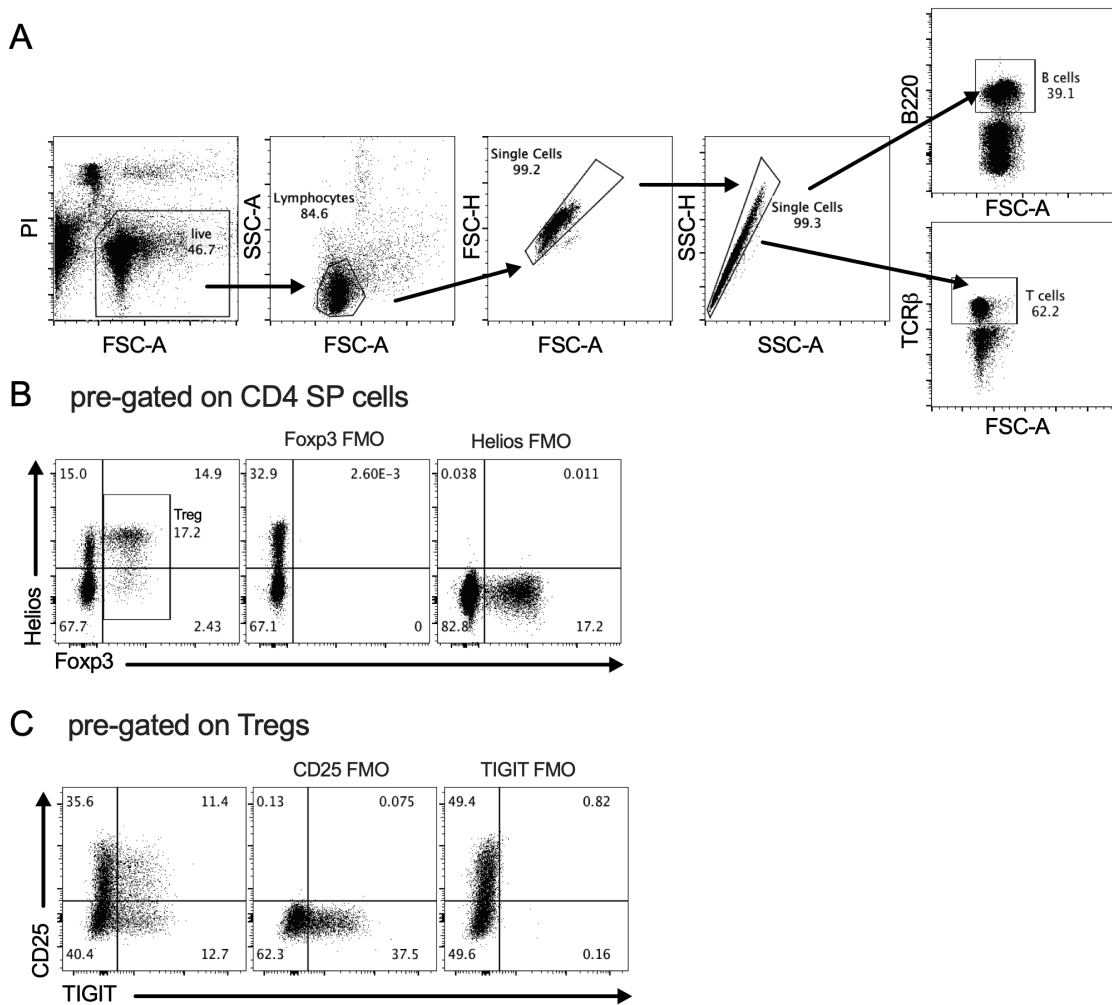 A
PI
live
46.7
FSC-A
SSC-A
Lymphocytes
84.6
FSC-A
FSC-H
Single Cells
99.2
FSC-A
SSC-H
Single Cells
99.3
SSC-A
B220
B cells
39.1
FSC-A
TCRβ
T cells
62.2
FSC-A
B pre-gated on CD4 SP cells
Foxp3 FMO
Helios FMO
15.0 14.9
Treg
17.2
67.7 2.43
32.9 2.60E-3
67.1 0
0.038 0.011
82.8 17.2
Helios
Foxp3
C pre-gated on Tregs
CD25 FMO
TIGIT FMO
35.6 11.4
40.4 12.7
0.13 0.075
62.3 37.5
49.4 0.82
49.6 0.16
CD25
TIGIT